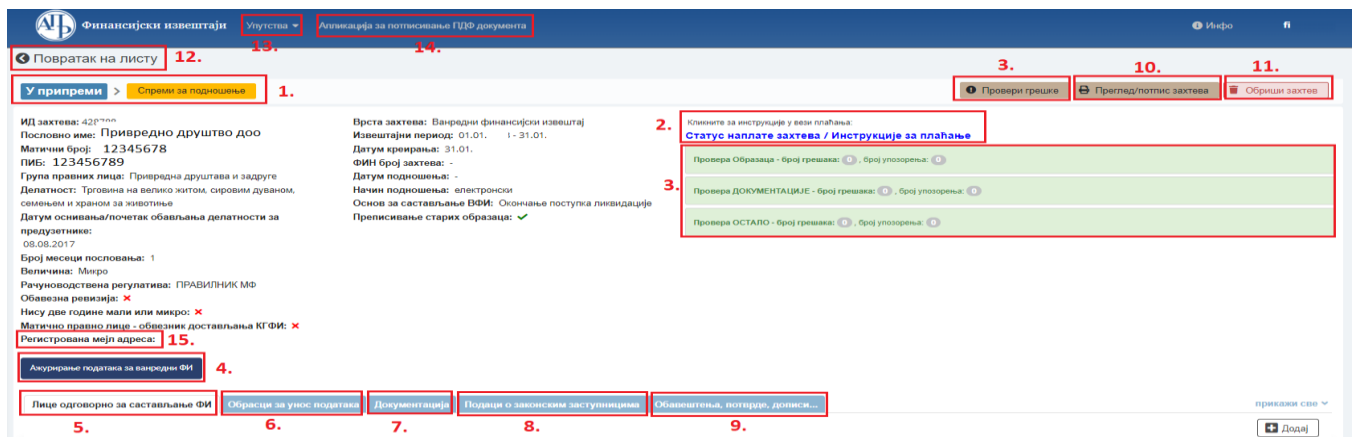 АПР Финансијски извештаји Упутства Апликација за потписивање ПДФ документа Инфо fi
13. 14.
Повратак на листу 12.
3. 10. 11.
У припреми > Спреми за подношење 1. Провери грешке Преглед/потпис захтева Обриши захтев
ИД захтева:
Пословно име: Привредно друштво доо
Матични број: 12345678
ПИБ: 123456789
Група правних лица: Привредна друштава и задруге
Делатност: Трговина на велико житом, сировим дуваном,
семењем и храном за животиње
Датум оснивања/почетак обављања делатности за
предузетнике:
08.08.2017
Број месеци пословања: 1
Величина: Микро
Рачуноводствена регулатива: ПРАВИЛНИК МФ
Обавезна ревизија:
Нису две године мали или микро:
Матично правно лице - обвезник достављања КГФИ:
Регистрована мејл адреса: 15.
Врста захтева: Ванредни финансијски извештај
Извештајни период: 01.01. - 31.01.
Датум креирања: 31.01.
ФИН број захтева: -
Датум подношења: -
Начин подношења: електронски
Основ за састављање ВФИ: Окончање поступка ликвидације
Преписивање старих образаца:
2. Кликните за инструкције у вези плаћања:
Статус наплате захтева / Инструкције за плаћање
Провера Образаца - број грешака: 0 , број упозорења: 0
3. Провера ДОКУМЕНТАЦИЈЕ - број грешака: 0 , број упозорења: 0
Провера ОСТАЛО - број грешака: 0 , број упозорења: 0
Ажурирање података за ванредни ФИ 4.
Лице одговорно за састављање ФИ Обрасци за унос података Документација Подаци о законским заступницима Обавештења, потврде, дописи... прикажи све
5. 6. 7. 8. 9. Додај